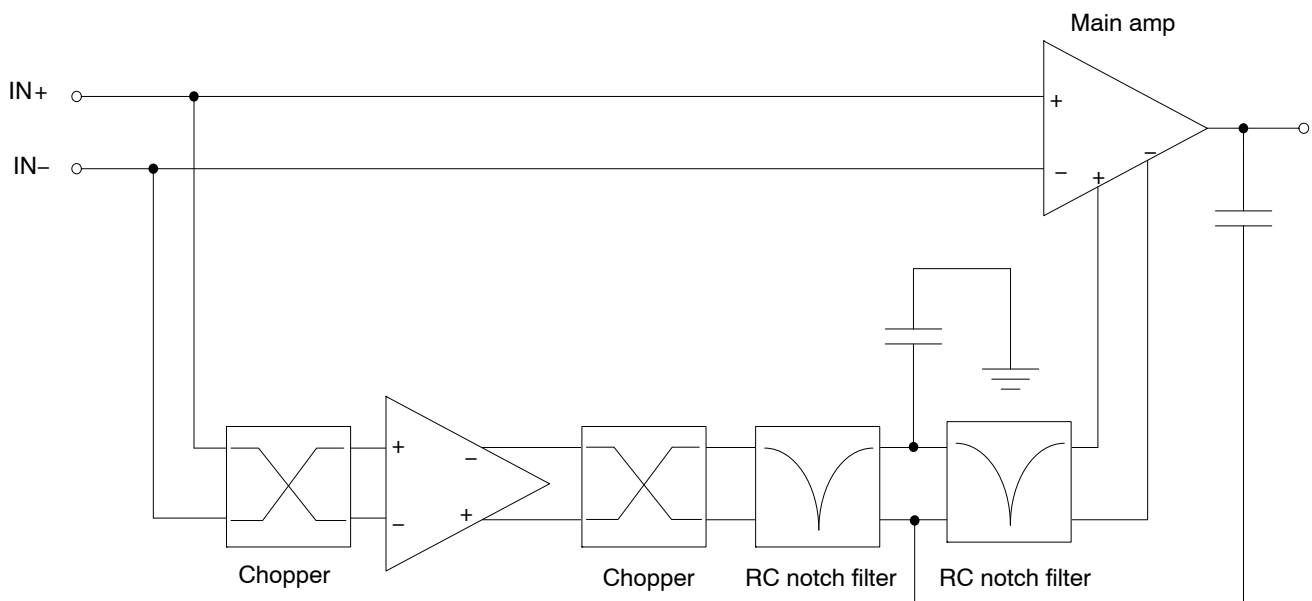 Main amp
IN+
+
IN−
−
+
−
+
−
−
+
Chopper
Chopper
RC notch filter
RC notch filter